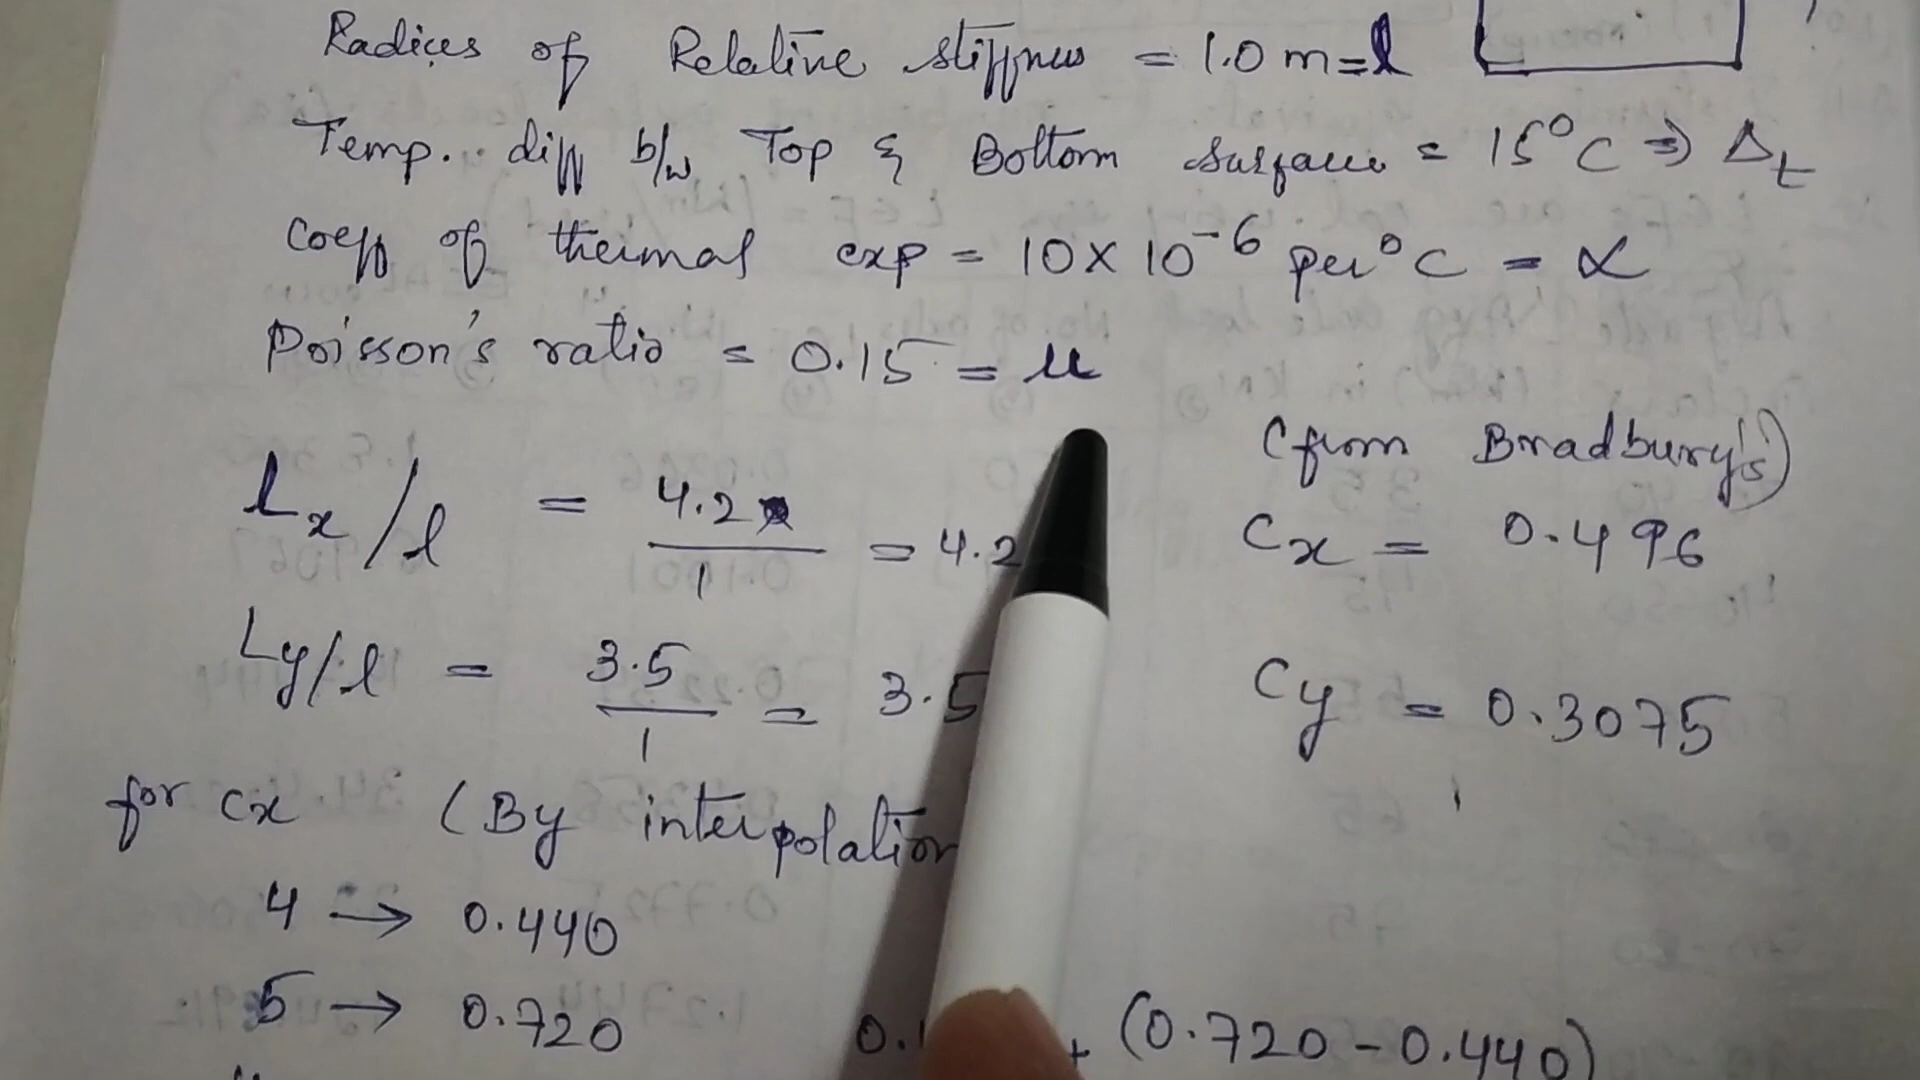 Radices of Relative stiffness = 1.0 m = l
Temp. diff b/w Top & Bottom surface = 15°C ⇒ Δt
Coeff of thermal exp = 10 × 10⁻⁶ per °C = α
Poisson's ratio = 0.15 = μ
(from Bradbury's)
Lx/l = 4.2/1 = 4.2
Cx = 0.496
Ly/l = 3.5/1 = 3.5
Cy = 0.3075
for Cx (By interpolation
4 → 0.440
5 → 0.720
+ (0.720 - 0.440)